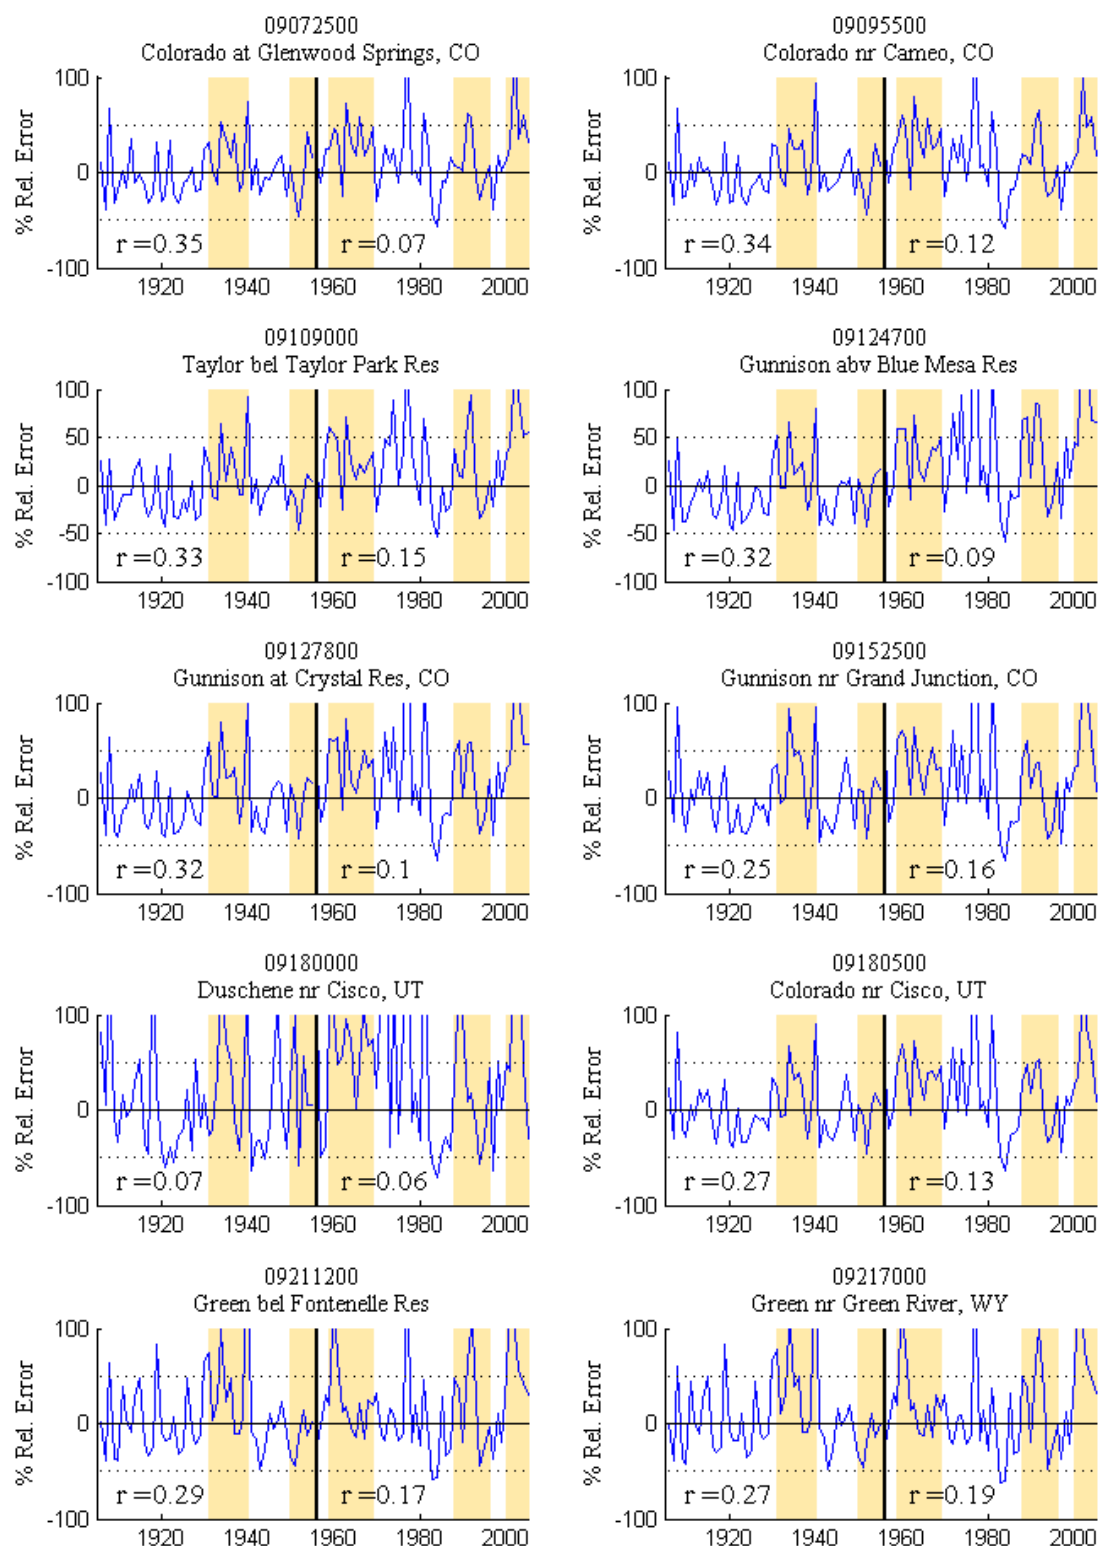 09072500
Colorado at Glenwood Springs, CO
% Rel. Error
100
0
-100
r=0.35
r=0.07
1920 1940 1960 1980 2000
09095500
Colorado nr Cameo, CO
% Rel. Error
100
0
-100
r=0.34
r=0.12
1920 1940 1960 1980 2000
09109000
Taylor bel Taylor Park Res
% Rel. Error
100
50
0
-50
-100
r=0.33
r=0.15
1920 1940 1960 1980 2000
09124700
Gunnison abv Blue Mesa Res
% Rel. Error
100
0
-100
r=0.32
r=0.09
1920 1940 1960 1980 2000
09127800
Gunnison at Crystal Res, CO
% Rel. Error
100
0
-100
r=0.32
r=0.1
1920 1940 1960 1980 2000
09152500
Gunnison nr Grand Junction, CO
% Rel. Error
100
0
-100
r=0.25
r=0.16
1920 1940 1960 1980 2000
09180000
Duschene nr Cisco, UT
% Rel. Error
100
0
-100
r=0.07
r=0.06
1920 1940 1960 1980 2000
09180500
Colorado nr Cisco, UT
% Rel. Error
100
0
-100
r=0.27
r=0.13
1920 1940 1960 1980 2000
09211200
Green bel Fontenelle Res
% Rel. Error
100
0
-100
r=0.29
r=0.17
1920 1940 1960 1980 2000
09217000
Green nr Green River, WY
% Rel. Error
100
0
-100
r=0.27
r=0.19
1920 1940 1960 1980 2000